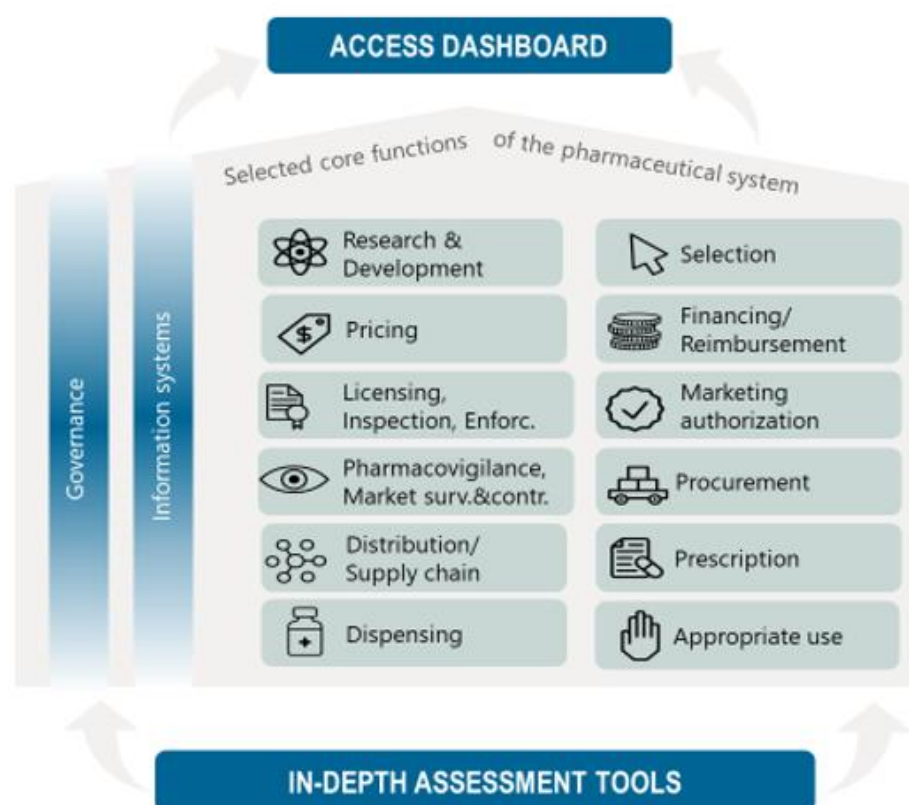 ACCESS DASHBOARD
Selected core functions of the pharmaceutical system
Governance
Information systems
Research &
Development
Selection
$
Pricing
Financing/
Reimbursement
Licensing,
Inspection, Enforc.
Marketing
authorization
Pharmacovigilance,
Market surv.&contr.
Procurement
Distribution/
Supply chain
Prescription
Dispensing
Appropriate use
IN-DEPTH ASSESSMENT TOOLS